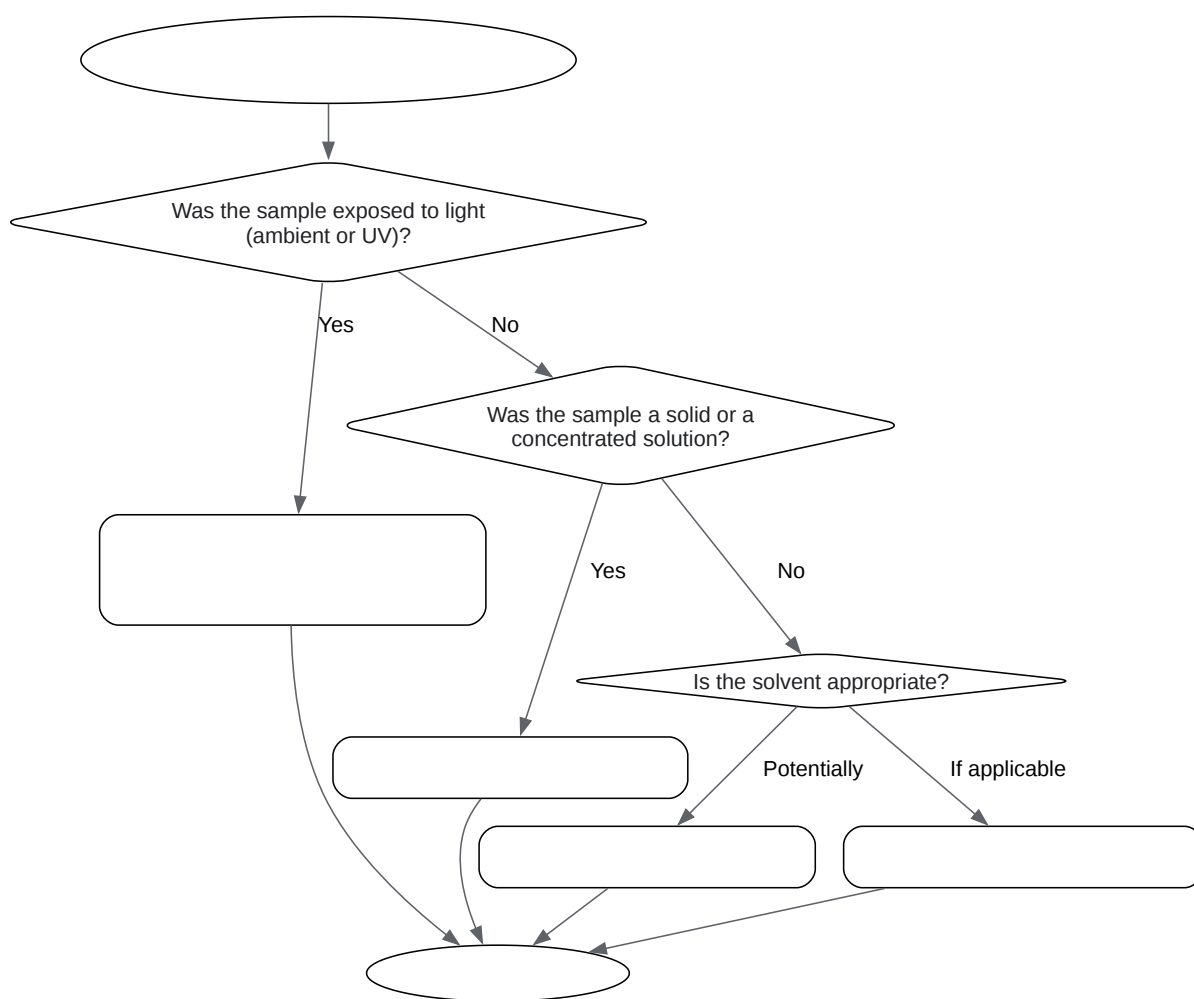 Was the sample exposed to light
(ambient or UV)?
Yes
No
Was the sample a solid or a
concentrated solution?
Yes
No
Is the solvent appropriate?
Potentially
If applicable